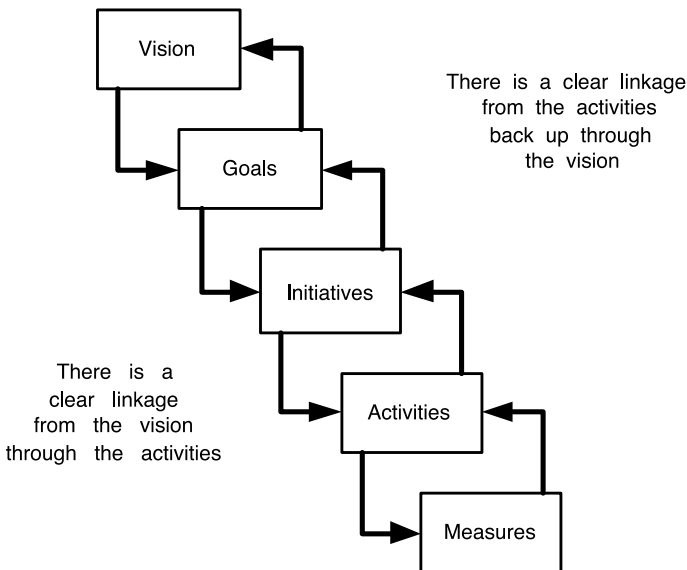 Vision
There is a clear linkage
from the activities
back up through
the vision
Goals
Initiatives
There is a
clear linkage
from the vision
through the activities
Activities
Measures